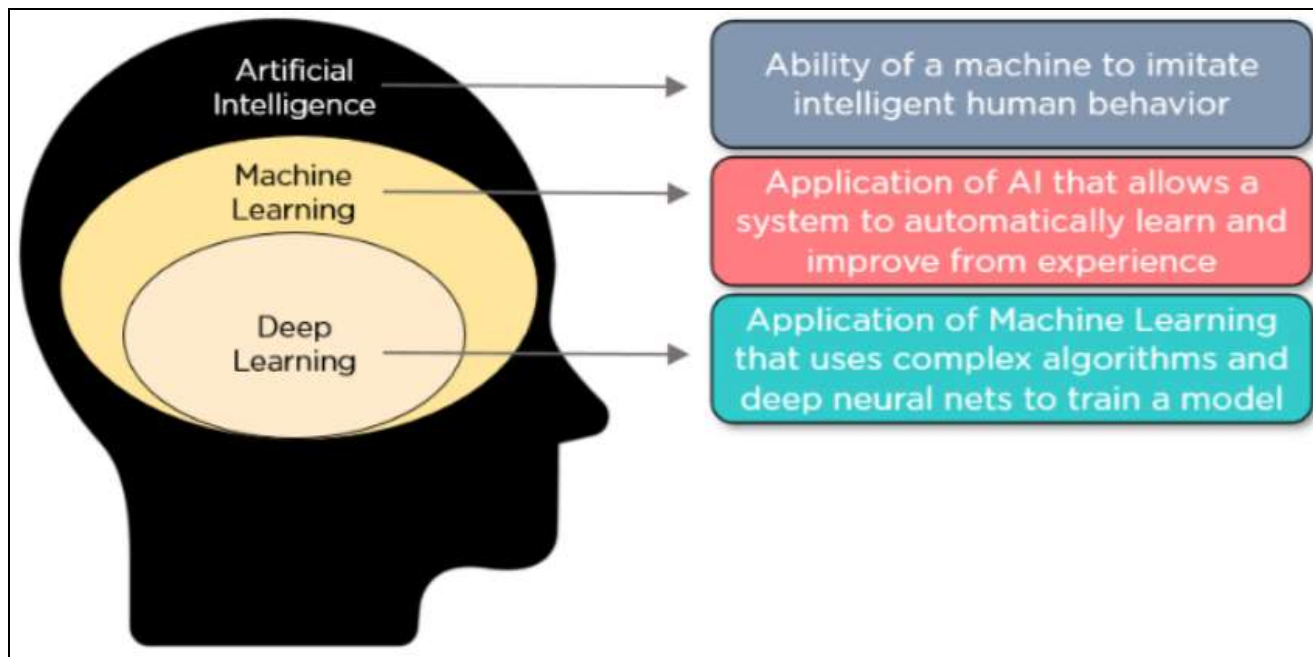 Artificial
Intelligence
Ability of a machine to imitate
intelligent human behavior
Machine
Learning
Application of AI that allows a
system to automatically learn and
improve from experience
Deep
Learning
Application of Machine Learning
that uses complex algorithms and
deep neural nets to train a model